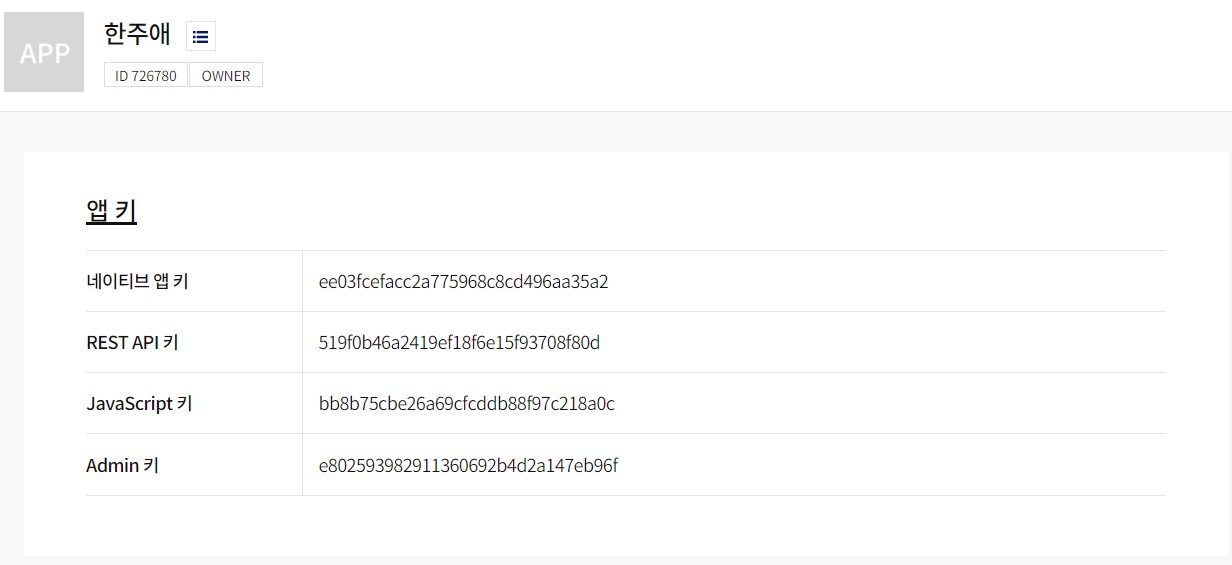 APP
한주애
ID 726780 OWNER
앱 키
네이티브 앱 키 ee03fcefacc2a775968c8cd496aa35a2
REST API 키 519f0b46a2419ef18f6e15f93708f80d
JavaScript 키 bb8b75cbe26a69cfcddb88f97c218a0c
Admin 키 e802593982911360692b4d2a147eb96f